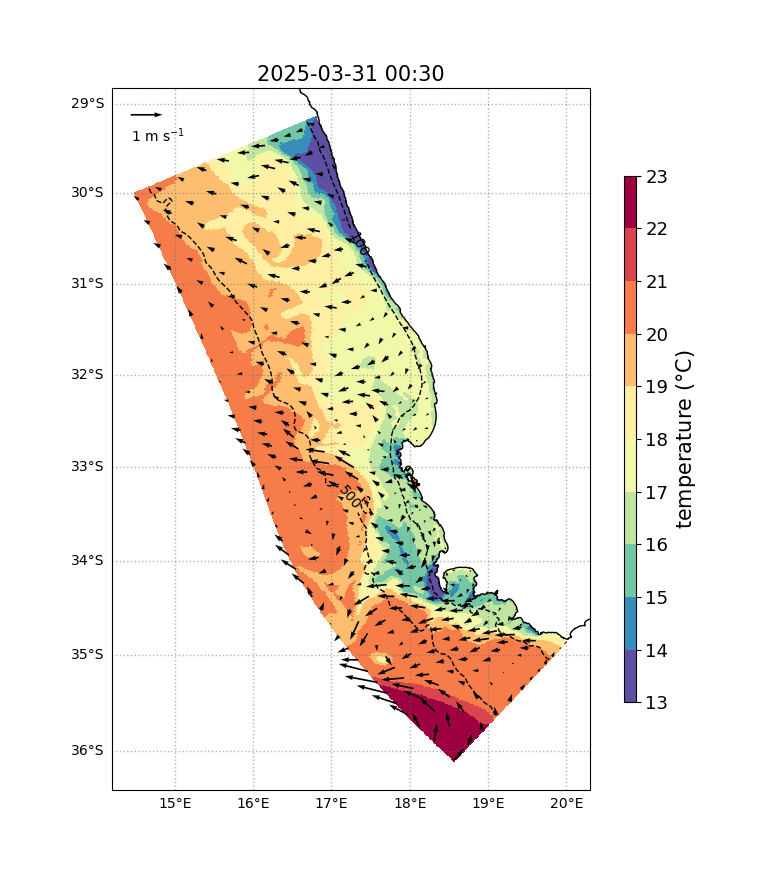 2025-03-31 00:30
1 m s⁻¹
29°S
30°S
31°S
32°S
33°S
34°S
35°S
36°S
15°E
16°E
17°E
18°E
19°E
20°E
500
23
22
21
20
19
18
17
16
15
14
13
temperature (°C)